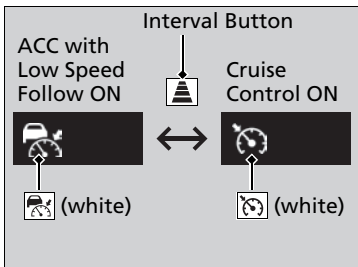 Interval Button
ACC with
Low Speed
Follow ON
Cruise
Control ON
(white)
(white)